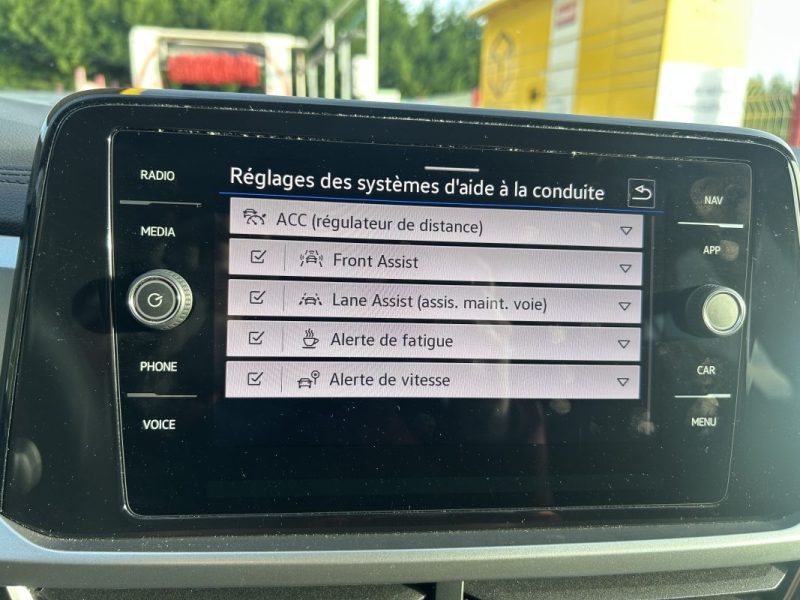 Réglages des systèmes d'aide à la conduite
RADIO
MEDIA
PHONE
VOICE
ACC (régulateur de distance)
Front Assist
Lane Assist (assis. maint. voie)
Alerte de fatigue
Alerte de vitesse
NAV
APP
CAR
MENU